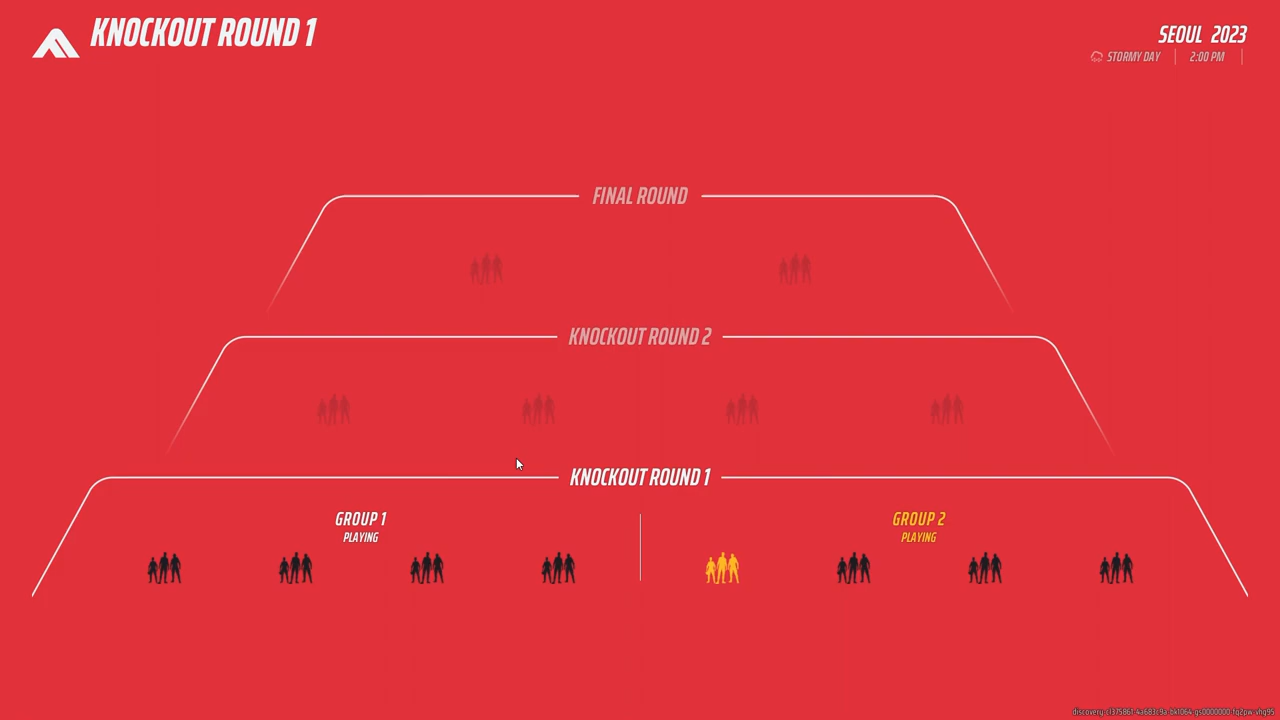 KNOCKOUT ROUND 1
SEOUL 2023
STORMY DAY
2:00 PM
FINAL ROUND
KNOCKOUT ROUND 2
KNOCKOUT ROUND 1
GROUP 1
PLAYING
GROUP 2
PLAYING